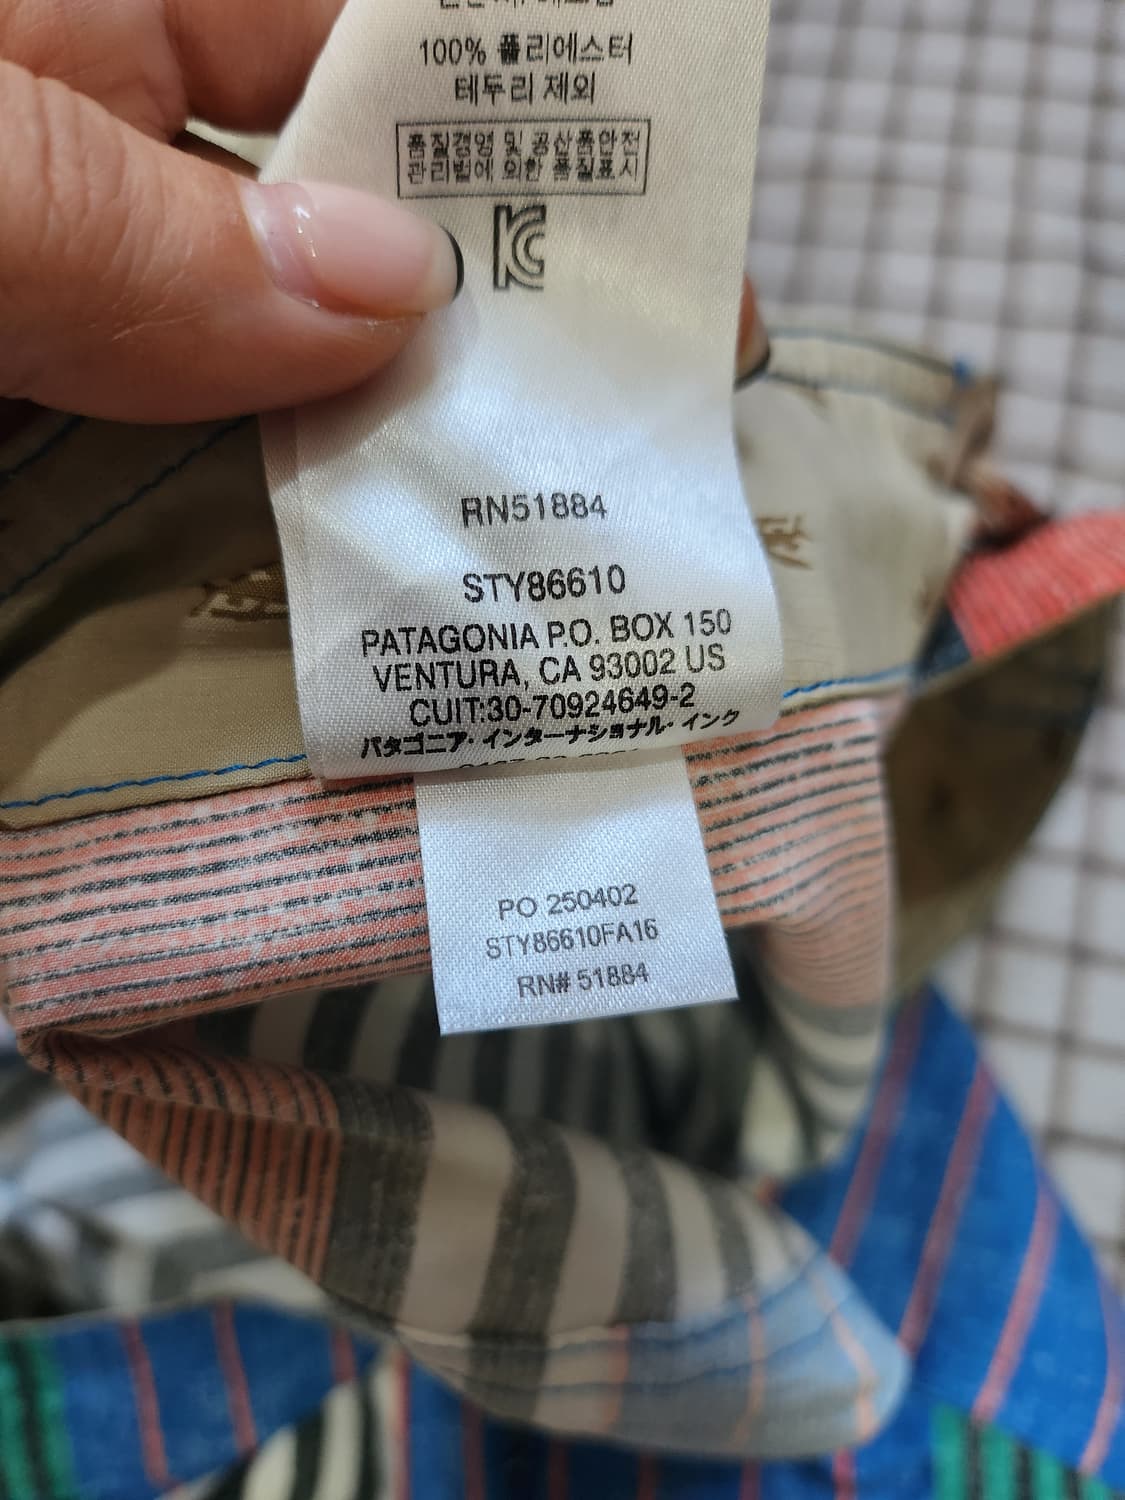 100% 폴리에스터
테두리 제외
품질경영 및 공산품안전
관리법에 의한 품질표시
RN51884
STY86610
PATAGONIA P.O. BOX 150
VENTURA, CA 93002 US
CUIT:30-70924649-2
パタゴニア・インターナショナル・インク
PO 250402
STY86610FA16
RN# 51884